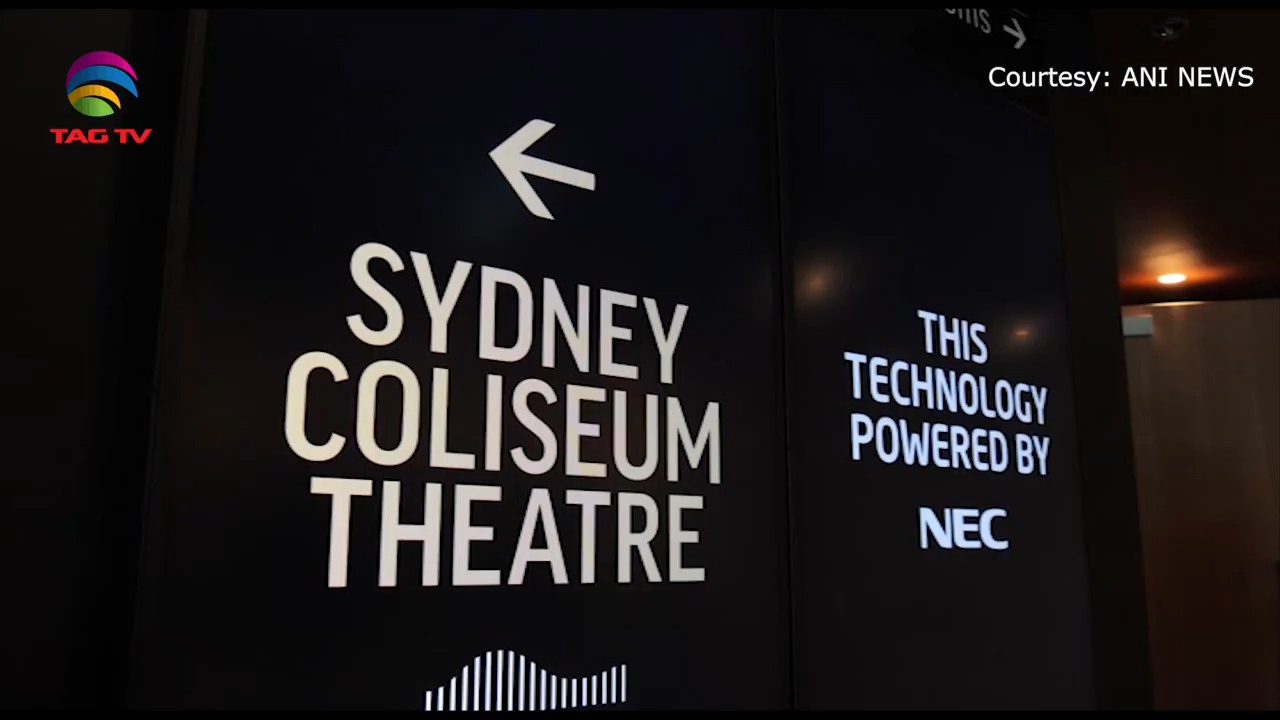 TAG TV
Courtesy: ANI NEWS
SYDNEY
COLISEUM
THEATRE
THIS
TECHNOLOGY
POWERED BY
NEC